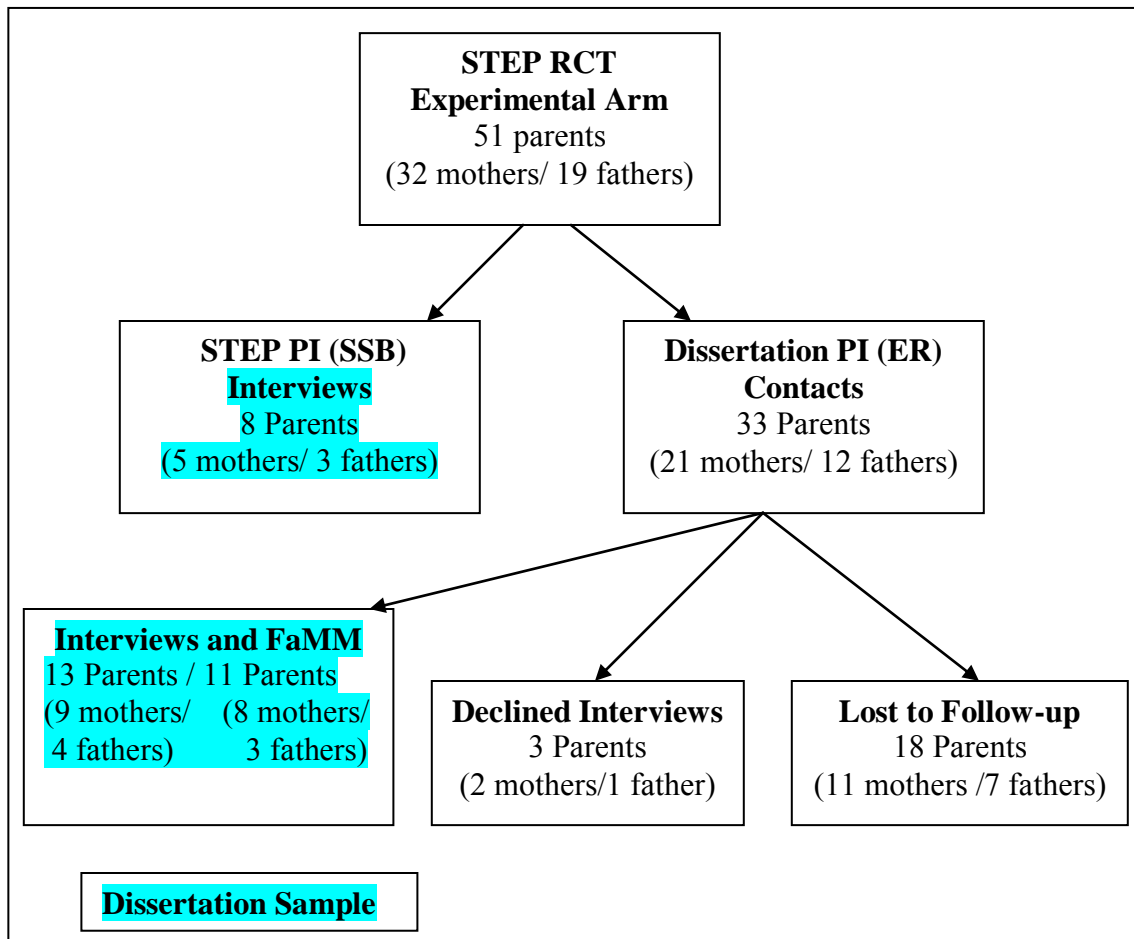 STEP RCT
Experimental Arm
51 parents
(32 mothers/ 19 fathers)
STEP PI (SSB)
Interviews
8 Parents
(5 mothers/ 3 fathers)
Dissertation PI (ER)
Contacts
33 Parents
(21 mothers/ 12 fathers)
Interviews and FaMM
13 Parents / 11 Parents
(9 mothers/ (8 mothers/
4 fathers) 3 fathers)
Declined Interviews
3 Parents
(2 mothers/1 father)
Lost to Follow-up
18 Parents
(11 mothers /7 fathers)
Dissertation Sample